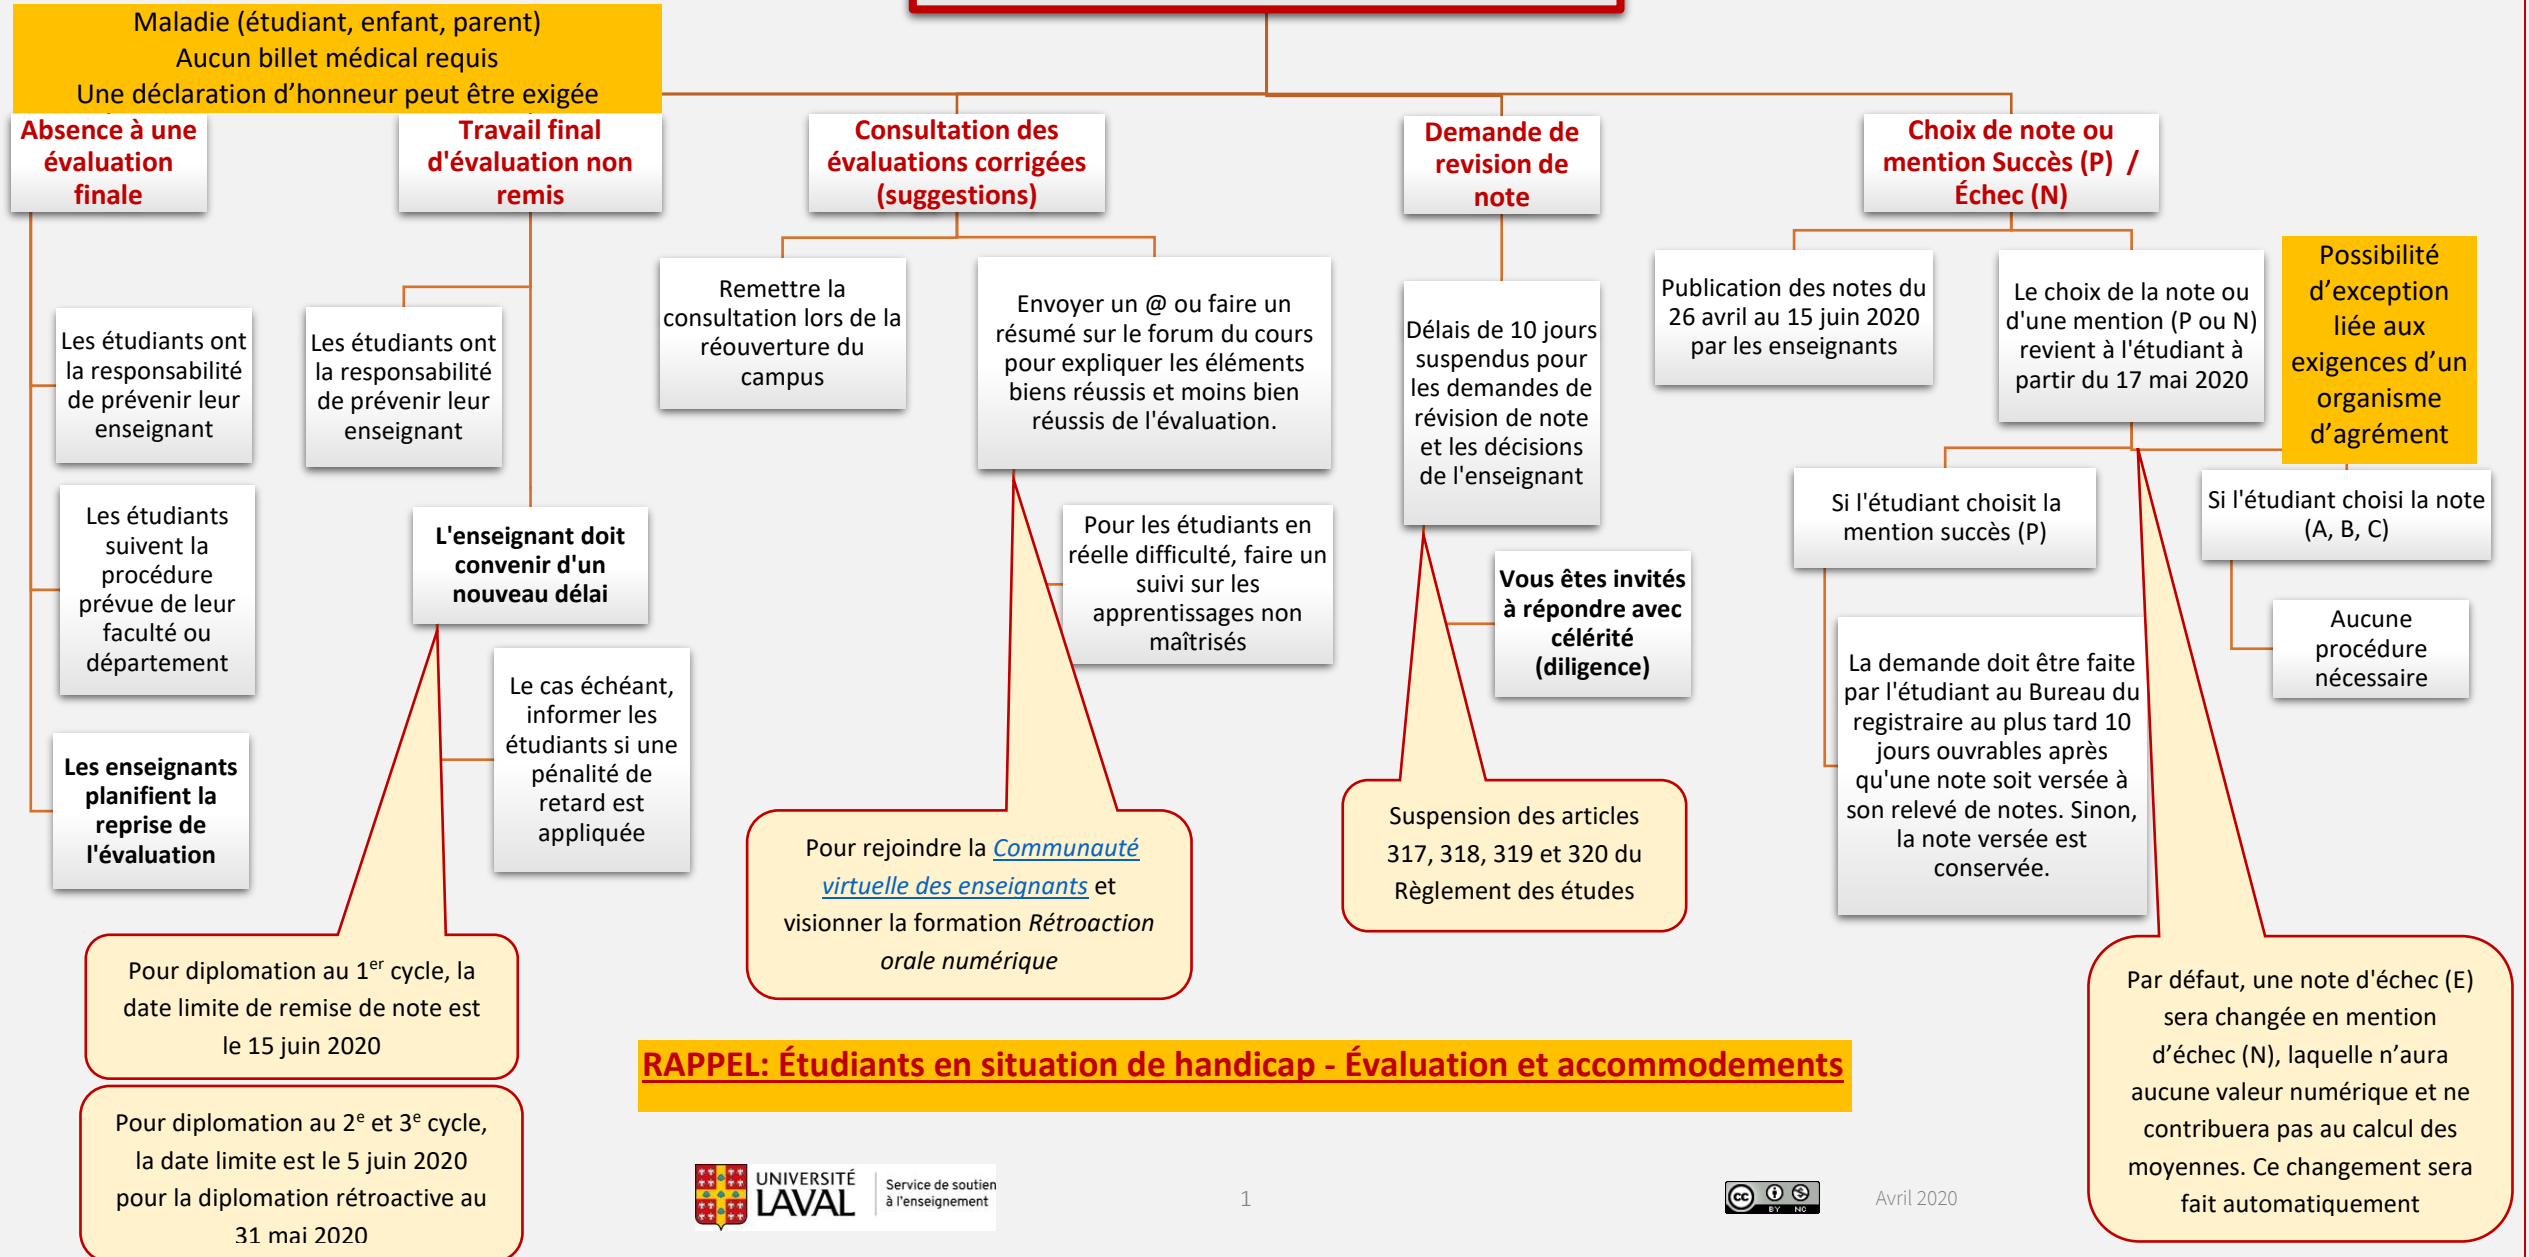 Maladie (étudiant, enfant, parent)
Aucun billet médical requis
Une déclaration d’honneur peut être exigée
Absence à une
évaluation
finale
Les étudiants ont
la responsabilité
de prévenir leur
enseignant
Les étudiants
suivent la
procédure
prévue de leur
faculté ou
département
Les enseignants
planifient la
reprise de
l'évaluation
Travail final
d'évaluation non
remis
Les étudiants ont
la responsabilité
de prévenir leur
enseignant
L'enseignant doit
convenir d'un
nouveau délai
Le cas échéant,
informer les
étudiants si une
pénalité de
retard est
appliquée
Pour diplomation au 1er cycle, la
date limite de remise de note est
le 15 juin 2020
Pour diplomation au 2e et 3e cycle,
la date limite est le 5 juin 2020
pour la diplomation rétroactive au
31 mai 2020
Consultation des
évaluations corrigées
(suggestions)
Remettre la
consultation lors de la
réouverture du
campus
Envoyer un @ ou faire un
résumé sur le forum du cours
pour expliquer les éléments
biens réussis et moins bien
réussis de l'évaluation.
Pour les étudiants en
réelle difficulté, faire un
suivi sur les
apprentissages non
maîtrisés
Pour rejoindre la Communauté
virtuelle des enseignants et
visionner la formation Rétroaction
orale numérique
Demande de
revision de
note
Délais de 10 jours
suspendus pour
les demandes de
révision de note
et les décisions
de l'enseignant
Vous êtes invités
à répondre avec
célérité
(diligence)
Suspension des articles
317, 318, 319 et 320 du
Règlement des études
Choix de note ou
mention Succès (P) /
Échec (N)
Publication des notes du
26 avril au 15 juin 2020
par les enseignants
Le choix de la note ou
d'une mention (P ou N)
revient à l'étudiant à
partir du 17 mai 2020
Possibilité
d’exception
liée aux
exigences d’un
organisme
d’agrément
Si l'étudiant choisit la
mention succès (P)
La demande doit être faite
par l'étudiant au Bureau du
registraire au plus tard 10
jours ouvrables après
qu'une note soit versée à
son relevé de notes. Sinon,
la note versée est
conservée.
Si l'étudiant choisi la note
(A, B, C)
Aucune
procédure
nécessaire
Par défaut, une note d'échec (E)
sera changée en mention
d’échec (N), laquelle n’aura
aucune valeur numérique et ne
contribuera pas au calcul des
moyennes. Ce changement sera
fait automatiquement
RAPPEL: Étudiants en situation de handicap - Évaluation et accommodements
UNIVERSITÉ
LAVAL
Service de soutien
à l'enseignement
1
cc
BY NC
Avril 2020